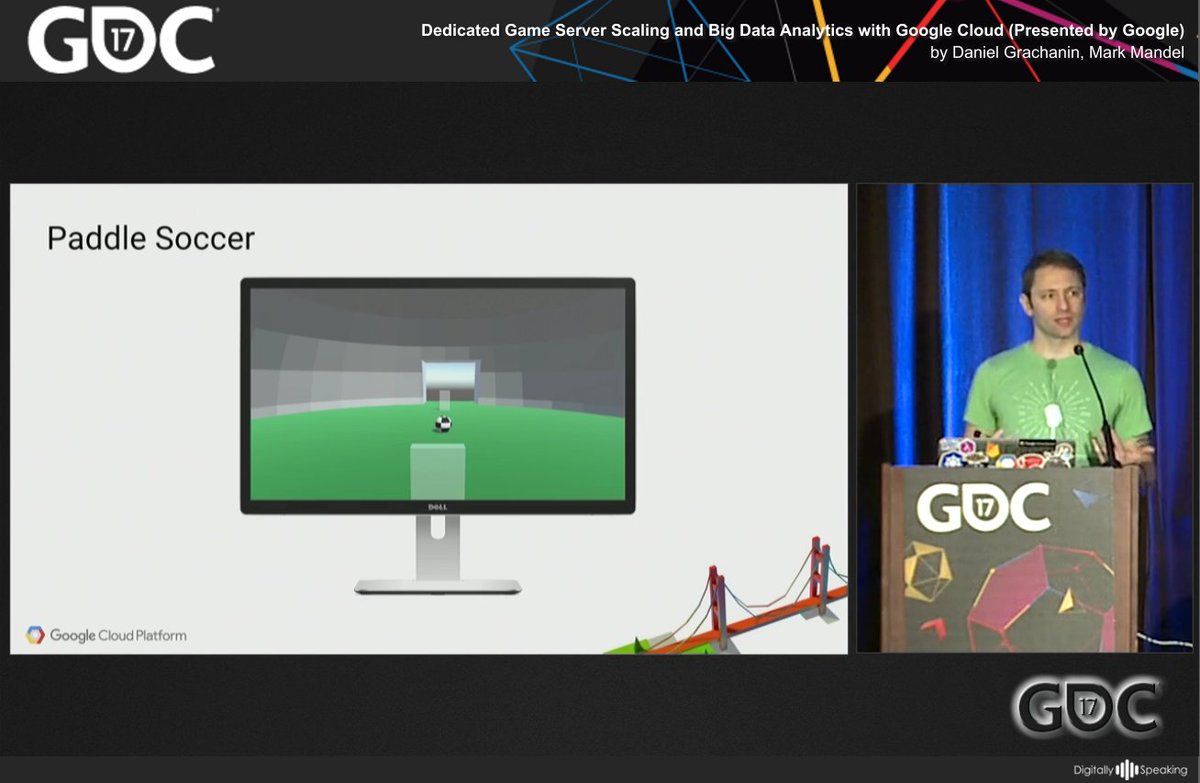 GDC 17
Dedicated Game Server Scaling and Big Data Analytics with Google Cloud (Presented by Google)
by Daniel Grachanin, Mark Mandel
Paddle Soccer
DELL
Google Cloud Platform
GDC 17
GDC 17
Digitally Speaking